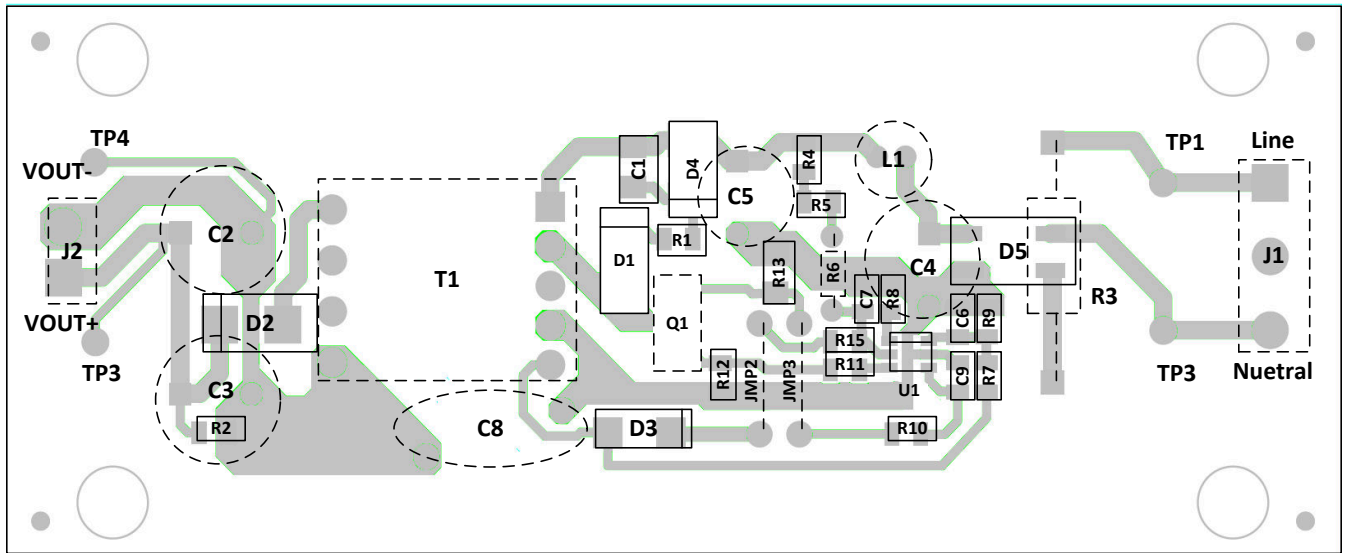 TP4
VOUT-
J2
VOUT+
TP3
C2
D2
C3
R2
T1
C8
C1
D4
C5
R4
L1
R5
R1
D1
Q1
R13
R6
C4
D5
R3
C7
R8
C6
R9
R15
R11
U1
C9
R7
R12
JMP2
JMP3
D3
R10
TP1
Line
J1
TP3
Nuetral